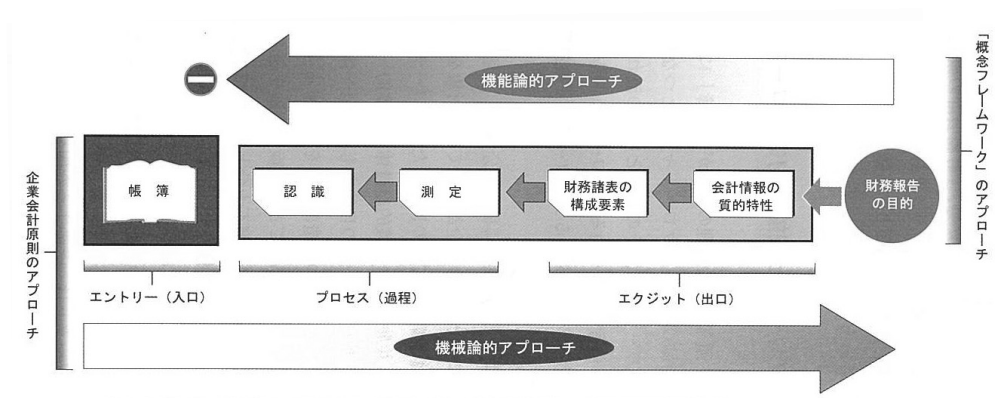 機能論的アプローチ
「概念フレームワーク」のアプローチ
企業会計原則のアプローチ
帳 簿
認 識
測 定
財務諸表の
構成要素
会計情報の
質的特性
財務報告
の目的
エントリー（入口）
プロセス（過程）
エクジット（出口）
機械論的アプローチ